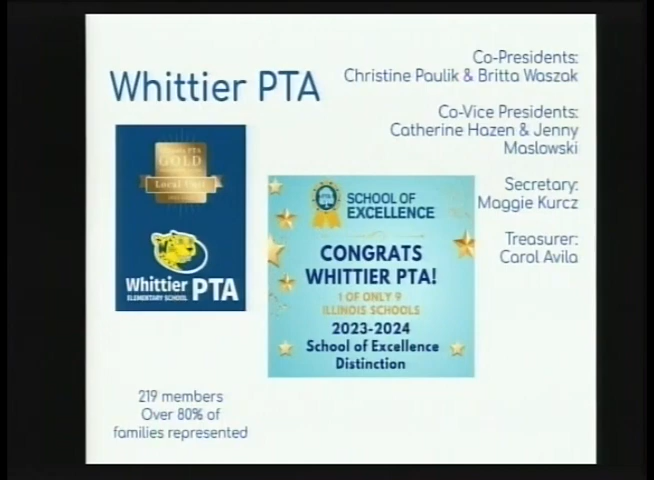 Whittier PTA
Co-Presidents:
Christine Paulik & Britta Waszak
Co-Vice Presidents:
Catherine Hazen & Jenny
Maslowski
Secretary:
Maggie Kurcz
Treasurer:
Carol Avila
PTA
GOLD
Local Unit
Whittier PTA
ELEMENTARY SCHOOL
SCHOOL OF
EXCELLENCE
CONGRATS
WHITTIER PTA!
1 OF ONLY 9
ILLINOIS SCHOOLS
2023-2024
School of Excellence
Distinction
219 members
Over 80% of
families represented